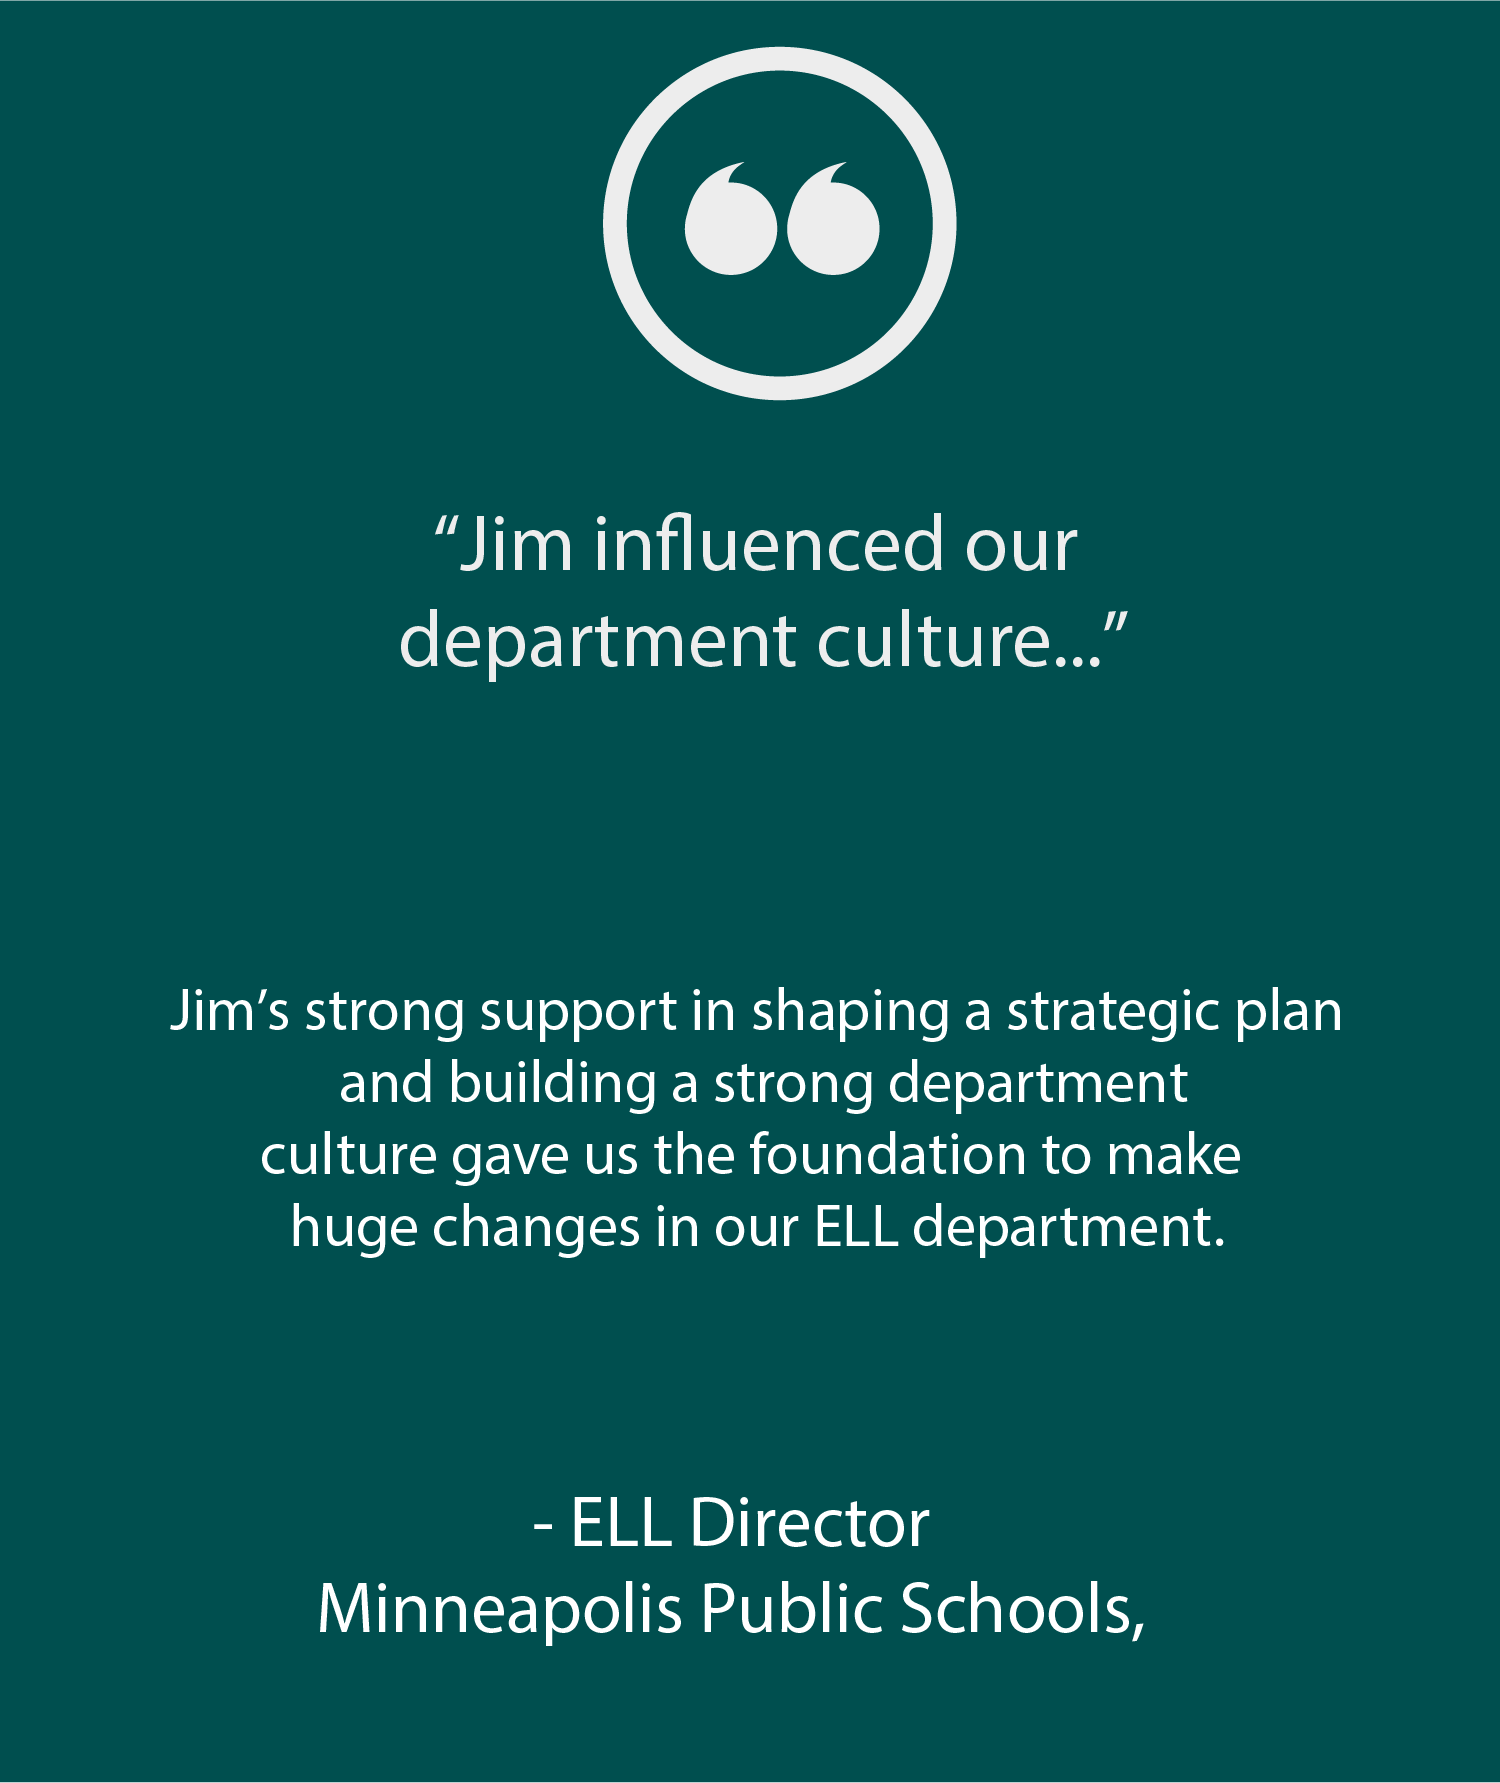 “Jim influenced our
department culture...”
Jim’s strong support in shaping a strategic plan
and building a strong department
culture gave us the foundation to make
huge changes in our ELL department.
- ELL Director
Minneapolis Public Schools,